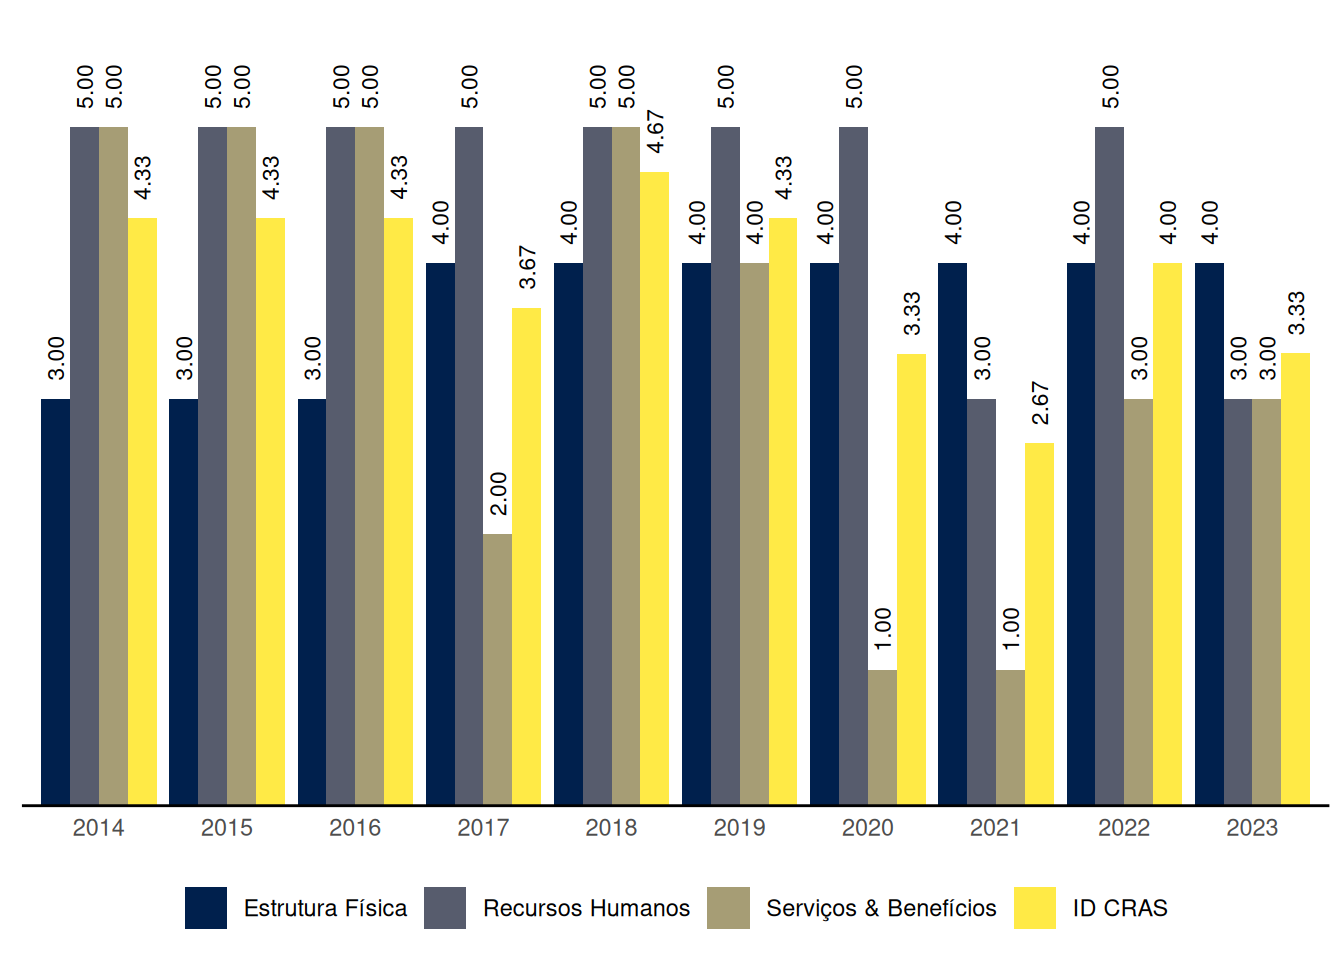 3.00 5.00 5.00 4.33 3.00 5.00 5.00 4.33 3.00 5.00 5.00 4.33 4.00 5.00 2.00 3.67 4.00 5.00 5.00 4.67 4.00 5.00 4.00 4.33 4.00 5.00 1.00 3.33 4.00 3.00 1.00 2.67 4.00 5.00 3.00 4.00 4.00 3.00 3.00 3.33
2014 2015 2016 2017 2018 2019 2020 2021 2022 2023
Estrutura Física Recursos Humanos Serviços & Benefícios ID CRAS